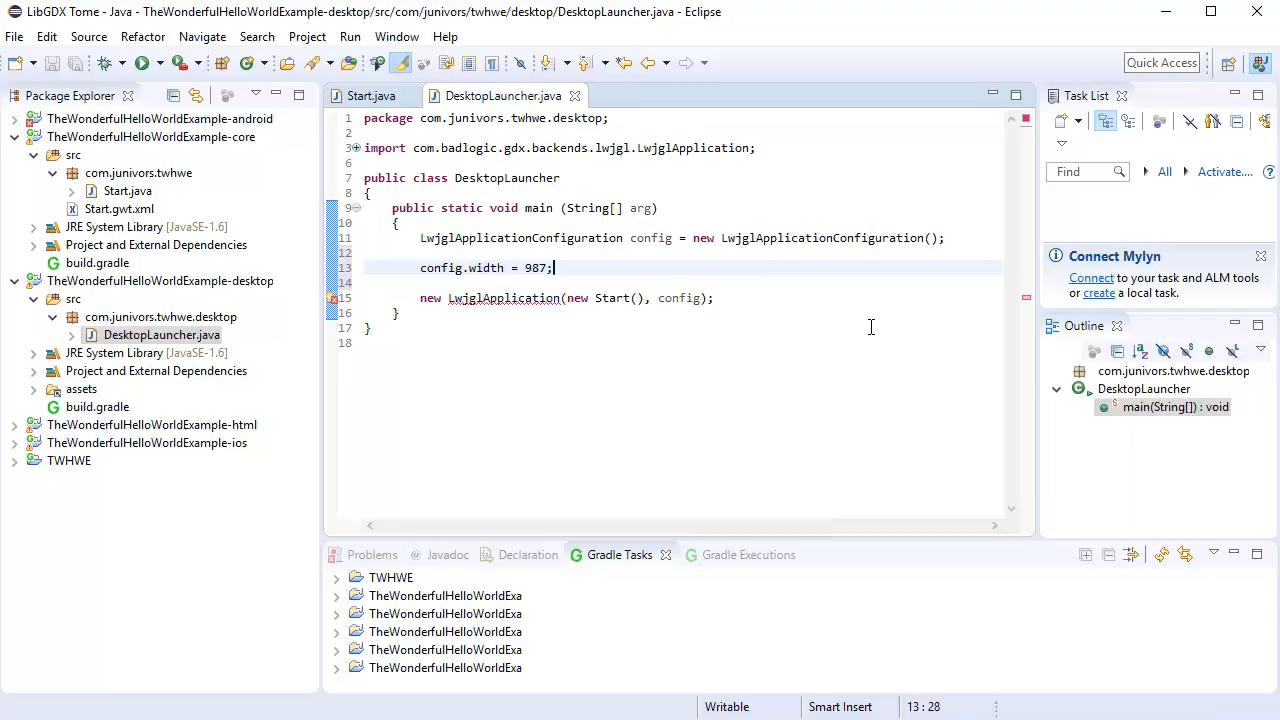 LibGDX Tome - Java - TheWonderfulHelloWorldExample-desktop/src/com/junivors/twhwe/desktop/DesktopLauncher.java - Eclipse
File Edit Source Refactor Navigate Search Project Run Window Help
Quick Access
Package Explorer
TheWonderfulHelloWorldExample-android
TheWonderfulHelloWorldExample-core
src
com.junivors.twhwe
Start.java
Start.gwt.xml
JRE System Library [JavaSE-1.6]
Project and External Dependencies
build.gradle
TheWonderfulHelloWorldExample-desktop
src
com.junivors.twhwe.desktop
DesktopLauncher.java
JRE System Library [JavaSE-1.6]
Project and External Dependencies
assets
build.gradle
TheWonderfulHelloWorldExample-html
TheWonderfulHelloWorldExample-ios
TWHWE
Start.java DesktopLauncher.java
1 package com.junivors.twhwe.desktop;
2
3 import com.badlogic.gdx.backends.lwjgl.LwjglApplication;
6
7 public class DesktopLauncher
8 {
9 public static void main (String[] arg)
10 {
11 LwjglApplicationConfiguration config = new LwjglApplicationConfiguration();
12
13 config.width = 987;
14
15 new LwjglApplication(new Start(), config);
16 }
17 }
18
Task List
Find All Activate...
Connect Mylyn
Connect to your task and ALM tools
or create a local task.
Outline
com.junivors.twhwe.desktop
DesktopLauncher
main(String[]) : void
Problems Javadoc Declaration Gradle Tasks Gradle Executions
TWHWE
TheWonderfulHelloWorldExa
TheWonderfulHelloWorldExa
TheWonderfulHelloWorldExa
TheWonderfulHelloWorldExa
TheWonderfulHelloWorldExa
Writable Smart Insert 13 : 28